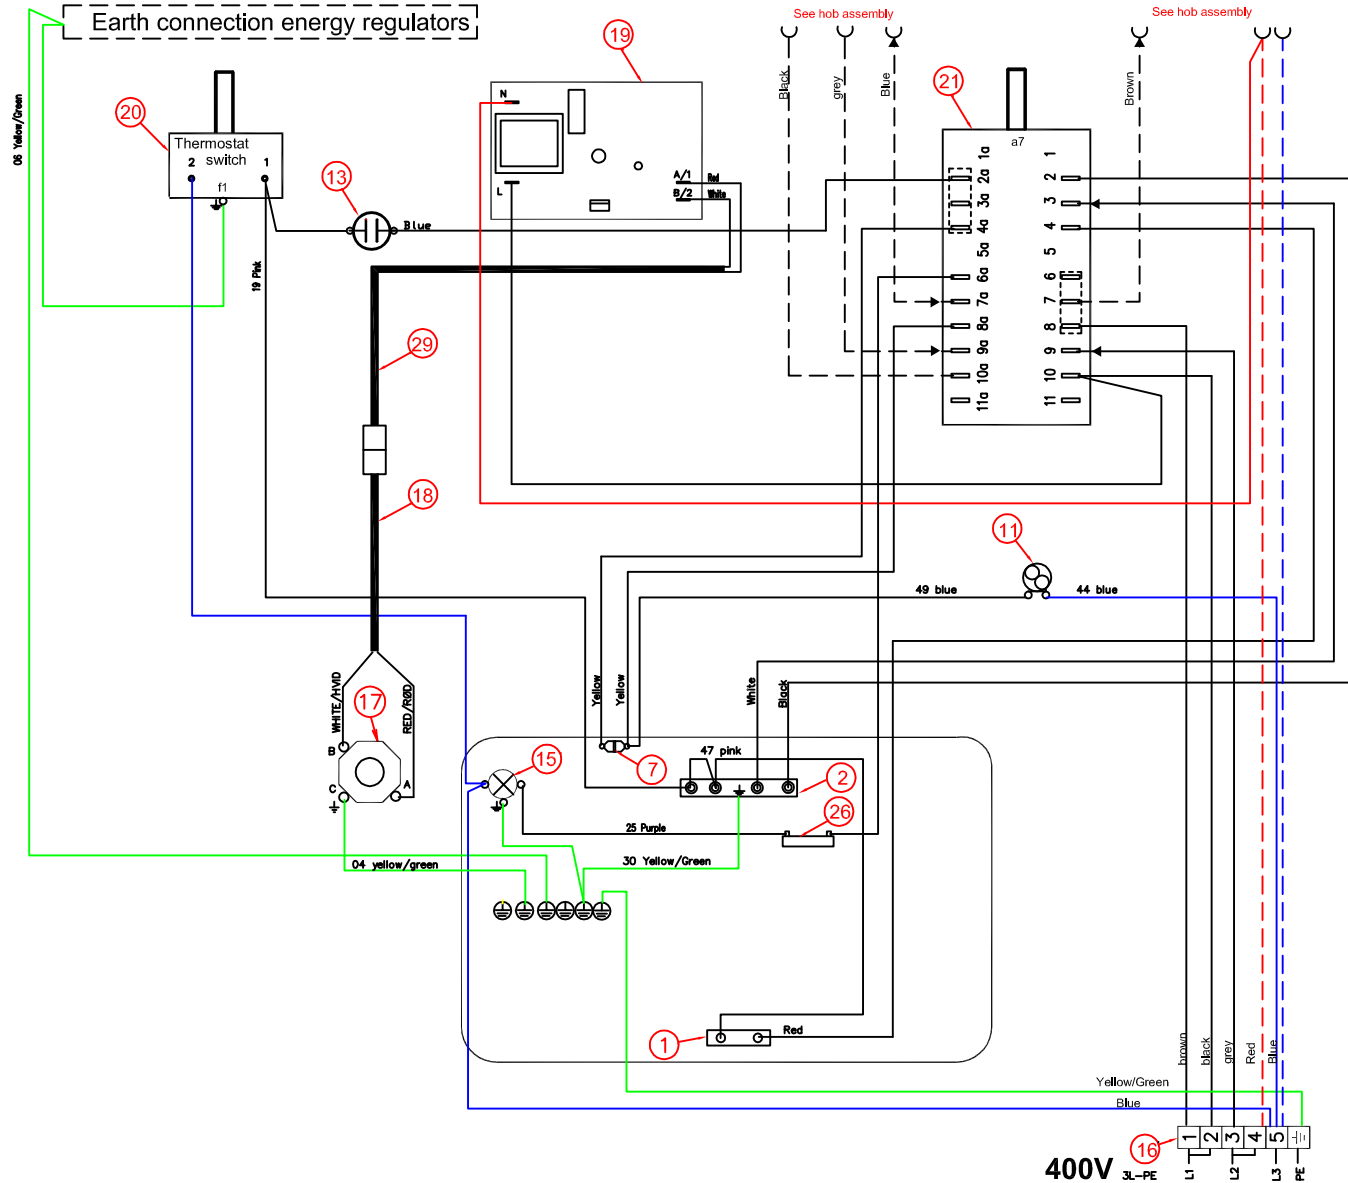 Earth connection energy regulators
See hob assembly
See hob assembly
06 Yellow/Green
20
Thermostat
switch
2
1
f1
13
Blue
19 Pink
19
N
L
A/1
Red
B/2
White
Black
grey
Blue
Brown
21
a7
1a
2a
3a
4a
5a
6a
7a
8a
9a
10a
11a
1
2
3
4
5
6
7
8
9
10
11
29
18
11
49 blue
44 blue
WHITE/HVID
RED/RØD
17
B
C
A
Yellow
Yellow
White
Black
15
7
47 pink
2
26
25 Purple
04 yellow/green
30 Yellow/Green
1
Red
brown
black
grey
Red
Blue
Yellow/Green
Blue
16
1
2
3
4
5
400V
3L-PE
L1
L2
L3
PE